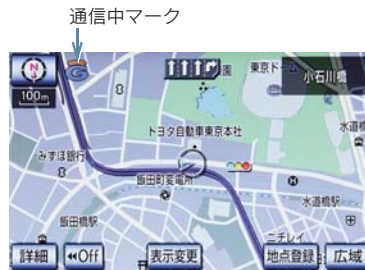 通信中マーク
N
G
園
東京ドーム
小石川橋
100m
トヨタ自動車東京本社
水道橋
みずほ銀行
飯田町変電所
水道橋駅
飯田橋駅
ニチレイ
詳細
◀◀Off
表示変更
地点登録
広域